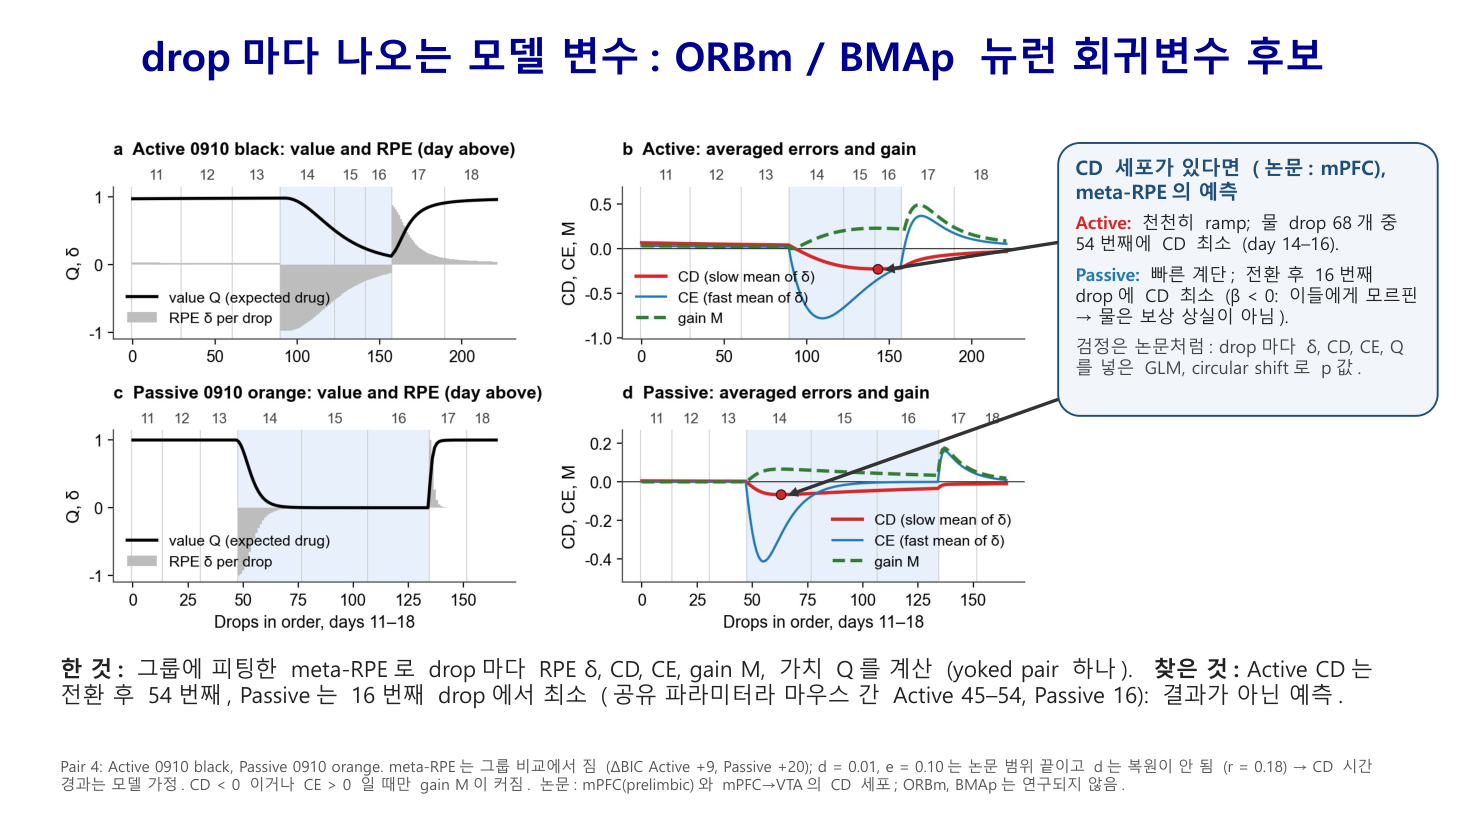 drop 마다 나오는 모델 변수 : ORBm / BMAp 뉴런 회귀변수 후보
a Active 0910 black: value and RPE (day above)
11 12 13 14 15 16 17 18
1
0
-1
Q, δ
value Q (expected drug)
RPE δ per drop
0 50 100 150 200
b Active: averaged errors and gain
11 12 13 14 15 16 17 18
0.5
0.0
-0.5
-1.0
CD, CE, M
CD (slow mean of δ)
CE (fast mean of δ)
gain M
0 50 100 150 200
CD 세포가 있다면 ( 논문 : mPFC),
meta-RPE 의 예측
Active: 천천히 ramp; 물 drop 68 개 중
54 번째에 CD 최소 (day 14–16).
Passive: 빠른 계단 ; 전환 후 16 번째
drop 에 CD 최소 (β < 0: 이들에게 모르핀
→ 물은 보상 상실이 아님 ).
검정은 논문처럼 : drop 마다 δ, CD, CE, Q
를 넣은 GLM, circular shift 로 p 값 .
c Passive 0910 orange: value and RPE (day above)
11 12 13 14 15 16 17 18
1
0
-1
Q, δ
value Q (expected drug)
RPE δ per drop
0 25 50 75 100 125 150
Drops in order, days 11–18
d Passive: averaged errors and gain
11 12 13 14 15 16 17 18
0.2
0.0
-0.2
-0.4
CD, CE, M
CD (slow mean of δ)
CE (fast mean of δ)
gain M
0 25 50 75 100 125 150
Drops in order, days 11–18
한 것 : 그룹에 피팅한 meta-RPE 로 drop 마다 RPE δ, CD, CE, gain M, 가치 Q 를 계산 (yoked pair 하나 ). 찾은 것 : Active CD 는
전환 후 54 번째 , Passive 는 16 번째 drop 에서 최소 ( 공유 파라미터라 마우스 간 Active 45–54, Passive 16): 결과가 아닌 예측 .
Pair 4: Active 0910 black, Passive 0910 orange. meta-RPE 는 그룹 비교에서 짐 (ΔBIC Active +9, Passive +20); d = 0.01, e = 0.10 는 논문 범위 끝이고 d 는 복원이 안 됨 (r = 0.18) → CD 시간
경과는 모델 가정 . CD < 0 이거나 CE > 0 일 때만 gain M 이 커짐 . 논문 : mPFC(prelimbic) 와 mPFC→VTA 의 CD 세포 ; ORBm, BMAp 는 연구되지 않음 .